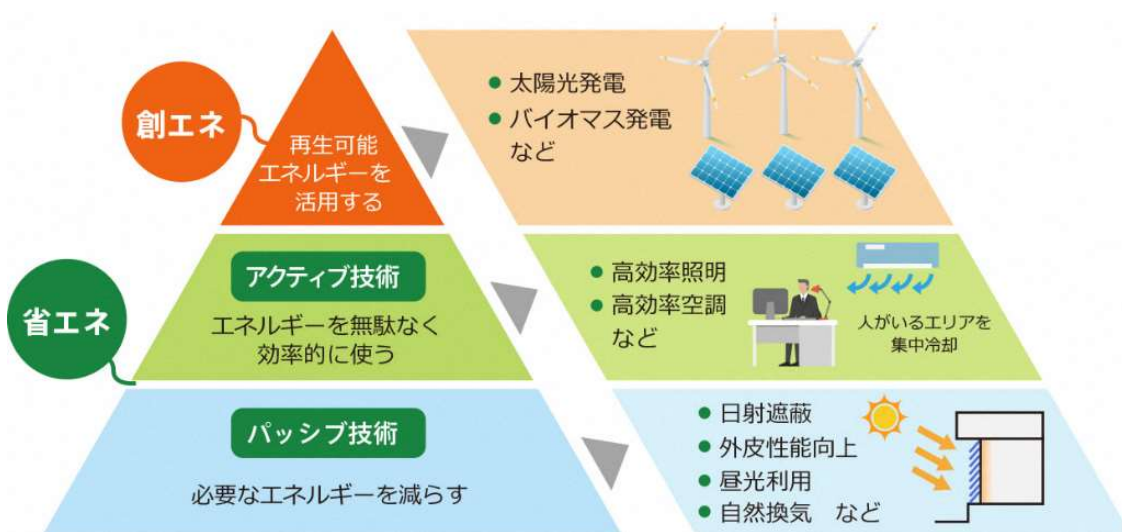 創エネ
再生可能
エネルギーを
活用する
● 太陽光発電
● バイオマス発電
など
省エネ
アクティブ技術
エネルギーを無駄なく
効率的に使う
● 高効率照明
● 高効率空調
など
人がいるエリアを
集中冷却
パッシブ技術
必要なエネルギーを減らす
● 日射遮蔽
● 外皮性能向上
● 昼光利用
● 自然換気 など